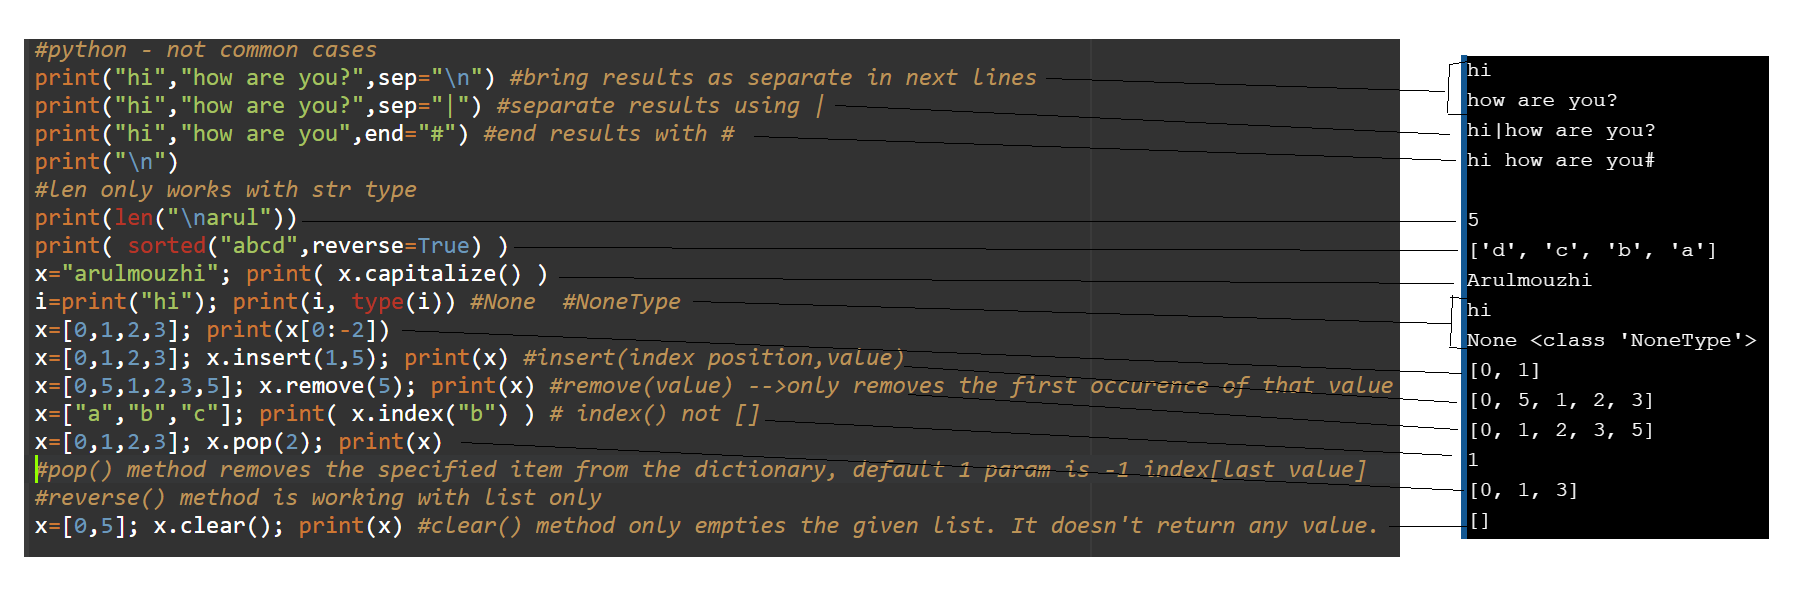 #python - not common cases
print("hi","how are you?",sep="\n") #bring results as separate in next lines
print("hi","how are you?",sep="|") #separate results using |
print("hi","how are you",end="#") #end results with #
print("\n")
#len only works with str type
print(len("\narul"))
print( sorted("abcd",reverse=True) )
x="arulmouzhi"; print( x.capitalize() )
i=print("hi"); print(i, type(i)) #None  #NoneType
x=[0,1,2,3]; print(x[0:-2])
x=[0,1,2,3]; x.insert(1,5); print(x) #insert(index position,value)
x=[0,5,1,2,3,5]; x.remove(5); print(x) #remove(value) -->only removes the first occurence of that value
x=["a","b","c"]; print( x.index("b") ) # index() not []
x=[0,1,2,3]; x.pop(2); print(x)
#pop() method removes the specified item from the dictionary, default 1 param is -1 index[last value]
#reverse() method is working with list only
x=[0,5]; x.clear(); print(x) #clear() method only empties the given list. It doesn't return any value.
hi
how are you?
hi|how are you?
hi how are you#
5
['d', 'c', 'b', 'a']
Arulmouzhi
hi
None <class 'NoneType'>
[0, 1]
[0, 5, 1, 2, 3]
[0, 1, 2, 3, 5]
1
[0, 1, 3]
[]